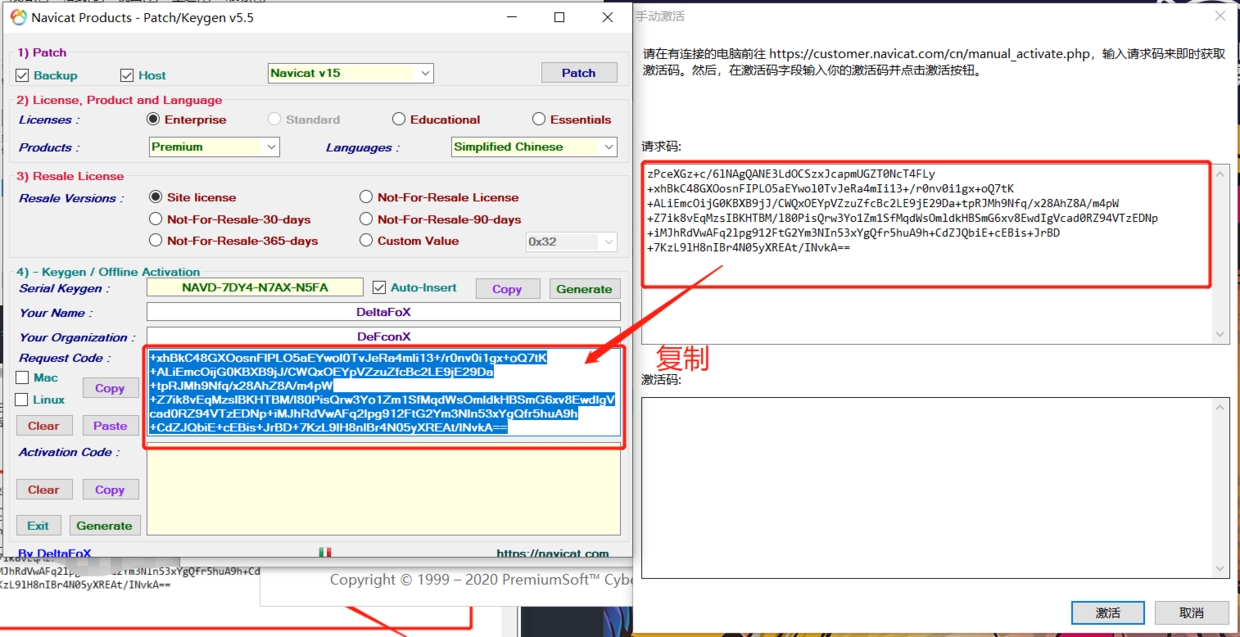 Navicat Products - Patch/Keygen v5.5
1) Patch
Backup
Host
Navicat v15
Patch
2) License, Product and Language
Licenses :
Enterprise
Standard
Educational
Essentials
Products :
Premium
Languages :
Simplified Chinese
3) Resale License
Resale Versions :
Site license
Not-For-Resale License
Not-For-Resale-30-days
Not-For-Resale-90-days
Not-For-Resale-365-days
Custom Value
0x32
4) - Keygen / Offline Activation
Serial Keygen :
NAVD-7DY4-N7AX-N5FA
Auto-Insert
Copy
Generate
Your Name :
DeltaFoX
Your Organization :
DeFconX
Request Code :
+xhBkC48GXOosnFIPLO5aEYwol0TvJeRa4mIi13+/r0nv0i1gx+oQ7tK
+ALiEmcOijG0KBXB9jJ/CWQxOEYpVZzuZfcBc2LE9jE29Da
+tpRJMh9Nfq/x28AhZ8A/m4pW
+Z7ik8vEqMzsIBKHTBM/l80PisQrw3Yo1Zm1SfMqdWsOmldkHBSmG6xv8EwdIgV
cad0RZ94VTzEDNp+iMJhRdVwAFq2lpg912FtG2Ym3NIn53xYgQfr5huA9h
+CdZJQbiE+cEBis+JrBD+7KzL9lH8nIBr4N05yXREAt/INvkA==
Mac
Linux
Copy
Clear
Paste
Activation Code :
Clear
Copy
Exit
Generate
By DeltaFoX
https://navicat.com
Copyright © 1999 – 2020 PremiumSoft™ Cybe
手动激活
请在有连接的电脑前往 https://customer.navicat.com/cn/manual_activate.php，输入请求码来即时获取
激活码。然后，在激活码字段输入你的激活码并点击激活按钮。
请求码:
zPceXGz+c/6lNAgQANE3LdOCSzxJcapmUGZT0NcT4FLy
+xhBkC48GXOosnFIPLO5aEYwol0TvJeRa4mIi13+/r0nv0i1gx+oQ7tK
+ALiEmcOijG0KBXB9jJ/CWQxOEYpVZzuZfcBc2LE9jE29Da+tpRJMh9Nfq/x28AhZ8A/m4pW
+Z7ik8vEqMzsIBKHTBM/l80PisQrw3Yo1Zm1SfMqdWsOmldkHBSmG6xv8EwdIgVcad0RZ94VTzEDNp
+iMJhRdVwAFq2lpg912FtG2Ym3NIn53xYgQfr5huA9h+CdZJQbiE+cEBis+JrBD
+7KzL9lH8nIBr4N05yXREAt/INvkA==
复制
激活码:
激活
取消